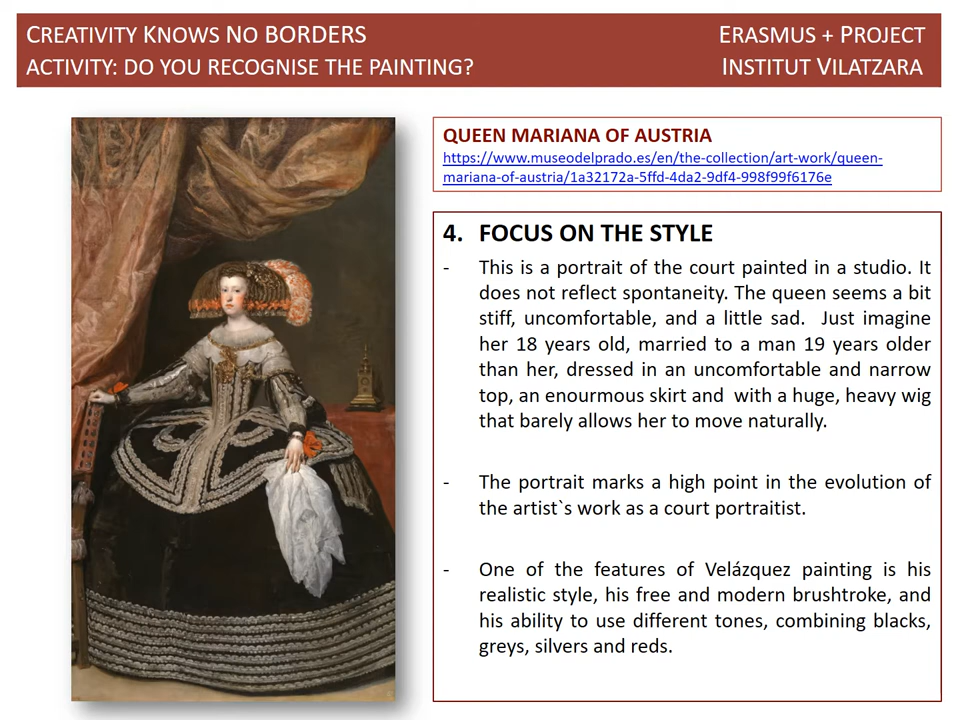 CREATIVITY KNOWS NO BORDERS
ERASMUS + PROJECT
ACTIVITY: DO YOU RECOGNISE THE PAINTING?
INSTITUT VILATZARA
QUEEN MARIANA OF AUSTRIA
https://www.museodelprado.es/en/the-collection/art-work/queen-
mariana-of-austria/1a32172a-5ffd-4da2-9df4-998f99f6176e
4. FOCUS ON THE STYLE
- This is a portrait of the court painted in a studio. It
does not reflect spontaneity. The queen seems a bit
stiff, uncomfortable, and a little sad. Just imagine
her 18 years old, married to a man 19 years older
than her, dressed in an uncomfortable and narrow
top, an enourmous skirt and with a huge, heavy wig
that barely allows her to move naturally.
- The portrait marks a high point in the evolution of
the artist`s work as a court portraitist.
- One of the features of Velázquez painting is his
realistic style, his free and modern brushtroke, and
his ability to use different tones, combining blacks,
greys, silvers and reds.